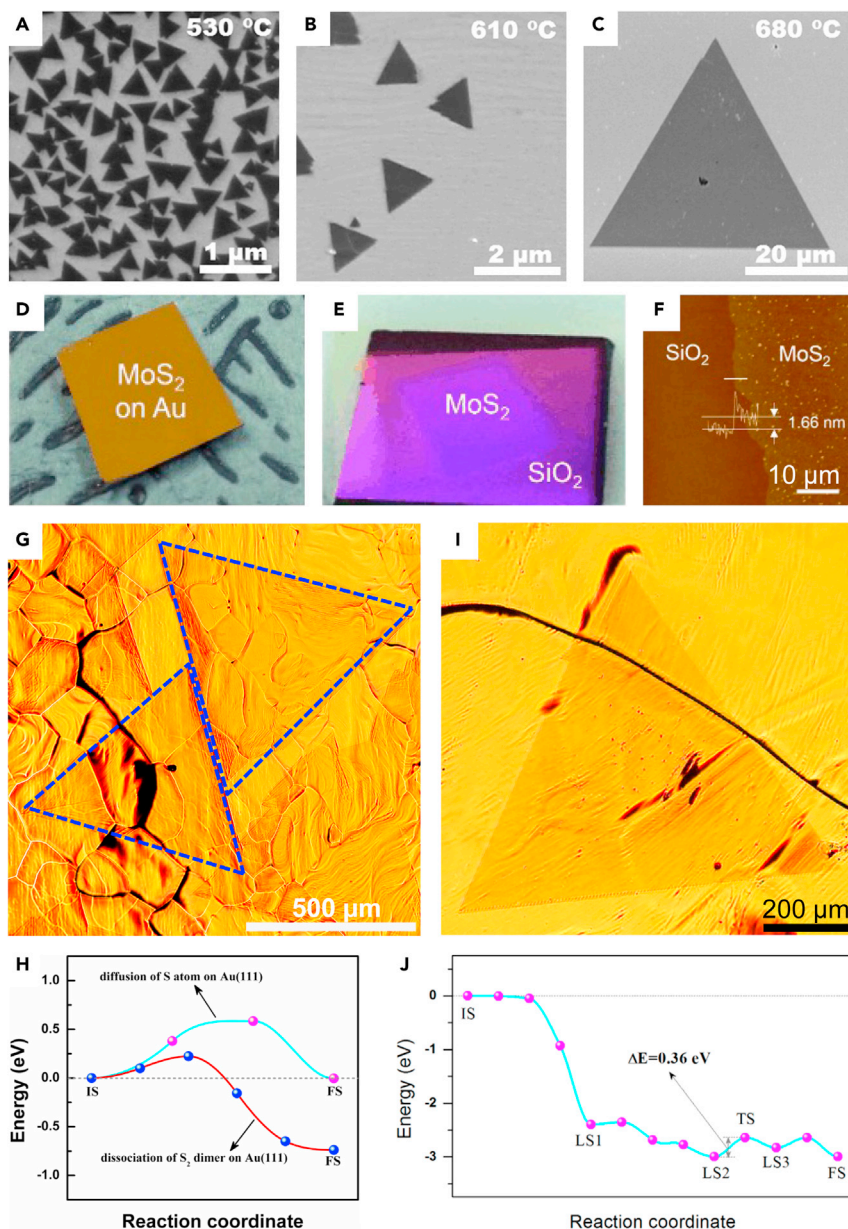 A
530 °C
1 µm
B
610 °C
2 µm
C
680 °C
20 µm
D
MoS2
on Au
E
MoS2
SiO2
F
SiO2
MoS2
1.66 nm
10 µm
G
500 µm
I
200 µm
H
1.0
0.5
0.0
-0.5
-1.0
Energy (eV)
diffusion of S atom on Au(111)
IS
FS
FS
dissociation of S2 dimer on Au(111)
Reaction coordinate
J
0
-1
-2
-3
Energy (eV)
IS
ΔE=0.36 eV
LS1
TS
LS2
LS3
FS
Reaction coordinate